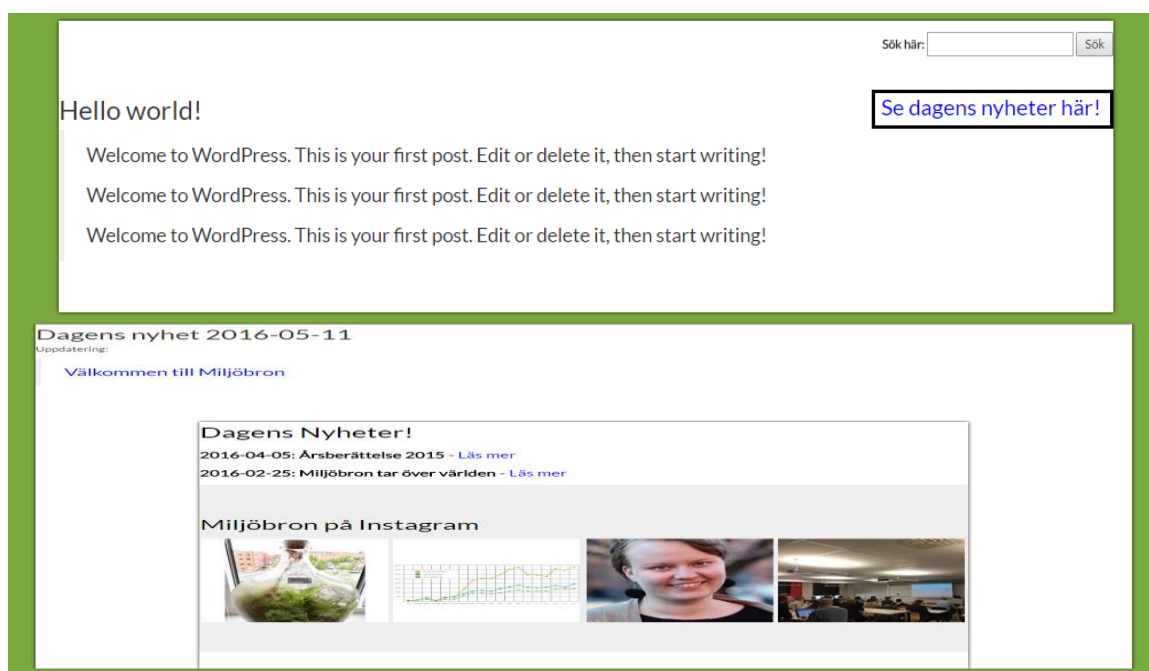 Sök här:
Sök
Hello world!
Se dagens nyheter här!
Welcome to WordPress. This is your first post. Edit or delete it, then start writing!
Welcome to WordPress. This is your first post. Edit or delete it, then start writing!
Welcome to WordPress. This is your first post. Edit or delete it, then start writing!
Dagens nyhet 2016-05-11
Uppdatering:
Välkommen till Miljöbron
Dagens Nyheter!
2016-04-05: Årsberättelse 2015 - Läs mer
2016-02-25: Miljöbron tar över världen - Läs mer
Miljöbron på Instagram